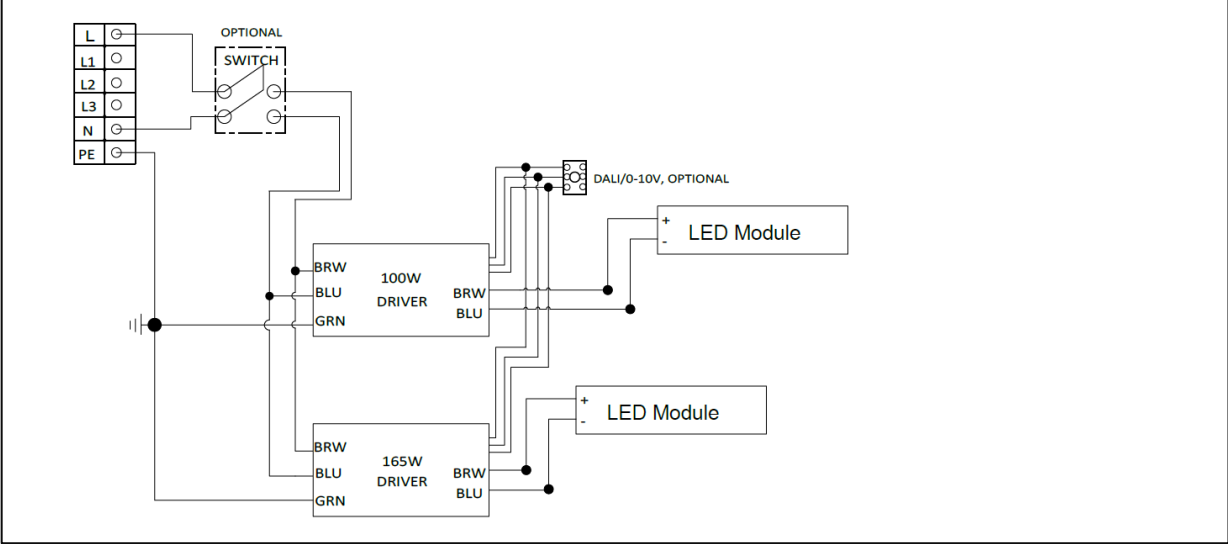 L
L1
L2
L3
N
PE
OPTIONAL
SWITCH
DALI/0-10V, OPTIONAL
+
-
LED Module
BRW
BLU
GRN
100W
DRIVER
BRW
BLU
+
-
LED Module
BRW
BLU
GRN
165W
DRIVER
BRW
BLU